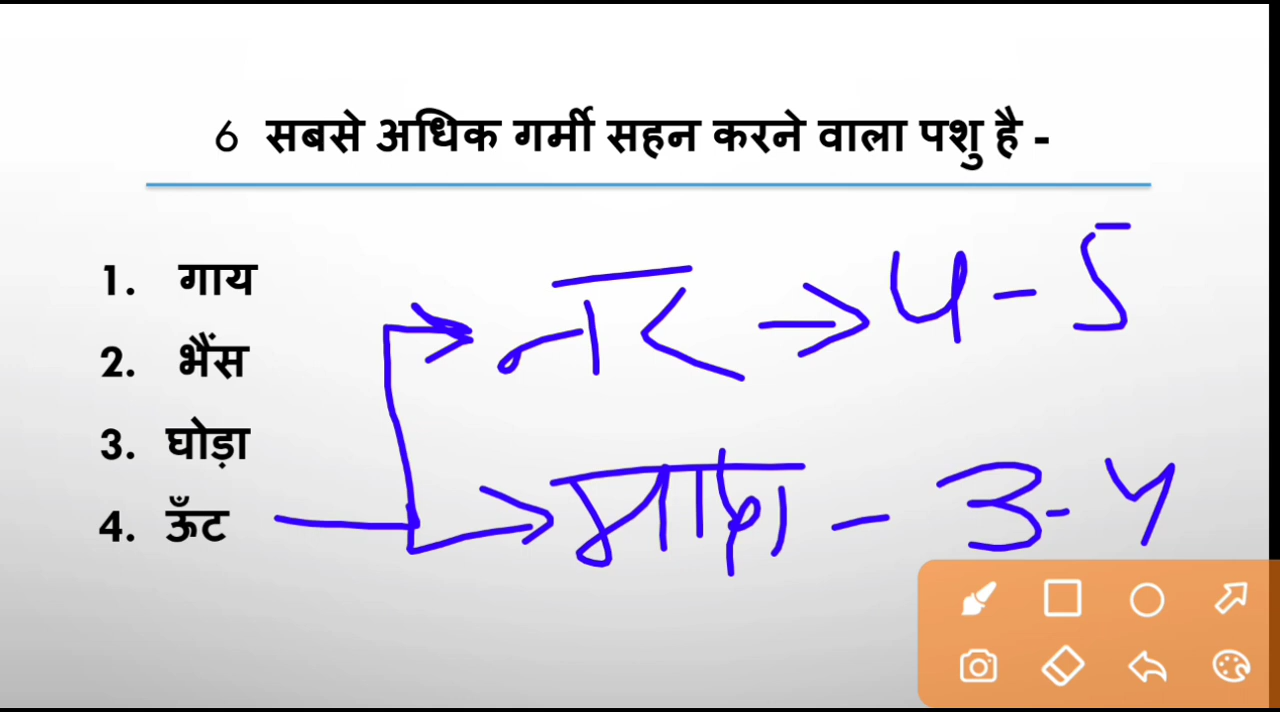 6 सबसे अधिक गर्मी सहन करने वाला पशु है -
1. गाय
2. भैंस
3. घोड़ा
4. ऊँट
नर → 4 - 5
मादा - 3-4